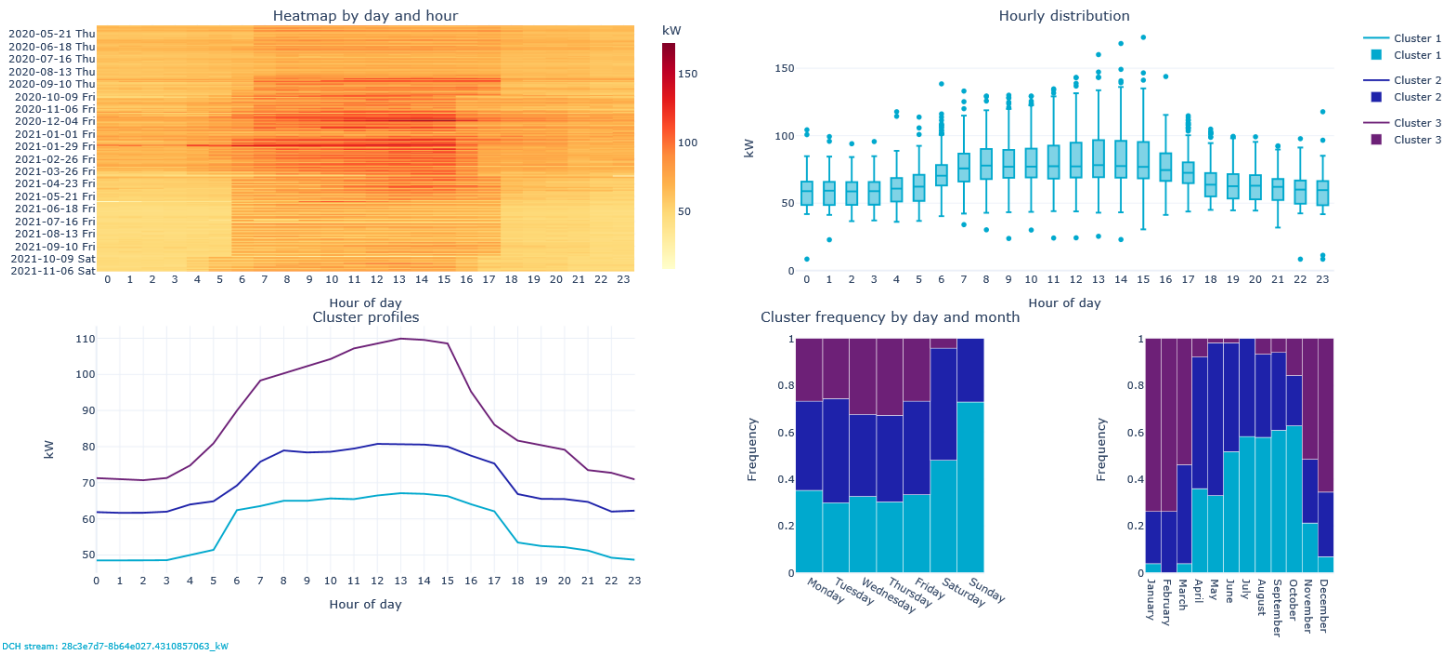 Heatmap by day and hour
kW
2020-05-21 Thu
2020-06-18 Thu
2020-07-16 Thu
2020-08-13 Thu
2020-09-10 Thu
2020-10-09 Fri
2020-11-06 Fri
2020-12-04 Fri
2021-01-01 Fri
2021-01-29 Fri
2021-02-26 Fri
2021-03-26 Fri
2021-04-23 Fri
2021-05-21 Fri
2021-06-18 Fri
2021-07-16 Fri
2021-08-13 Fri
2021-09-10 Fri
2021-10-09 Sat
2021-11-06 Sat
0 1 2 3 4 5 6 7 8 9 10 11 12 13 14 15 16 17 18 19 20 21 22 23
Hour of day
150
100
50
Hourly distribution
kW
150
100
50
0
0 1 2 3 4 5 6 7 8 9 10 11 12 13 14 15 16 17 18 19 20 21 22 23
Hour of day
Cluster 1
Cluster 1
Cluster 2
Cluster 2
Cluster 3
Cluster 3
Cluster profiles
kW
110
100
90
80
70
60
50
0 1 2 3 4 5 6 7 8 9 10 11 12 13 14 15 16 17 18 19 20 21 22 23
Hour of day
Cluster frequency by day and month
Frequency
1
0.8
0.6
0.4
0.2
0
Monday
Tuesday
Wednesday
Thursday
Friday
Saturday
Sunday
Frequency
1
0.8
0.6
0.4
0.2
0
January
February
March
April
May
June
July
August
September
October
November
December
DCH stream: 28c3e7d7-8b64e027.4310857063_kW